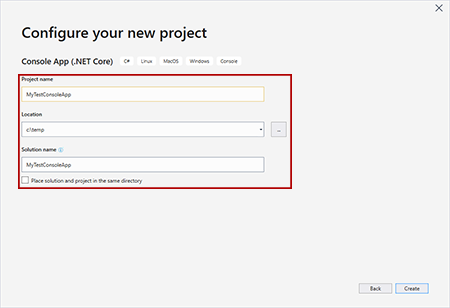 Configure your new project
Console App (.NET Core) C# Linux MacOS Windows Console
Project name
MyTestConsoleApp
Location
c:\temp
...
Solution name
MyTestConsoleApp
Place solution and project in the same directory
Back Create